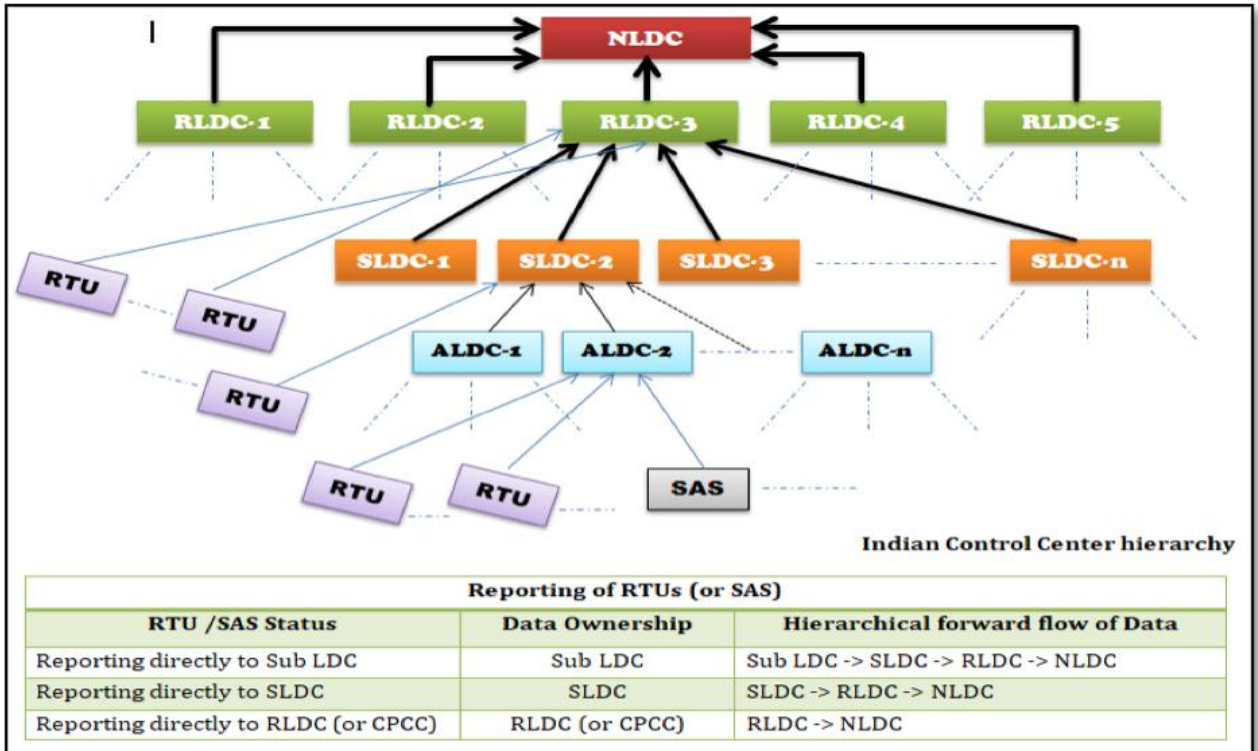 NLDC
RLDC-1 RLDC-2 RLDC-3 RLDC-4 RLDC-5
SLDC-1 SLDC-2 SLDC-3 SLDC-n
RTU
RTU
ALDC-1 ALDC-2 ALDC-n
RTU
RTU RTU SAS
Indian Control Center hierarchy
Reporting of RTUs (or SAS)
RTU /SAS Status Data Ownership Hierarchical forward flow of Data
Reporting directly to Sub LDC Sub LDC Sub LDC -> SLDC -> RLDC -> NLDC
Reporting directly to SLDC SLDC SLDC -> RLDC -> NLDC
Reporting directly to RLDC (or CPCC) RLDC (or CPCC) RLDC -> NLDC